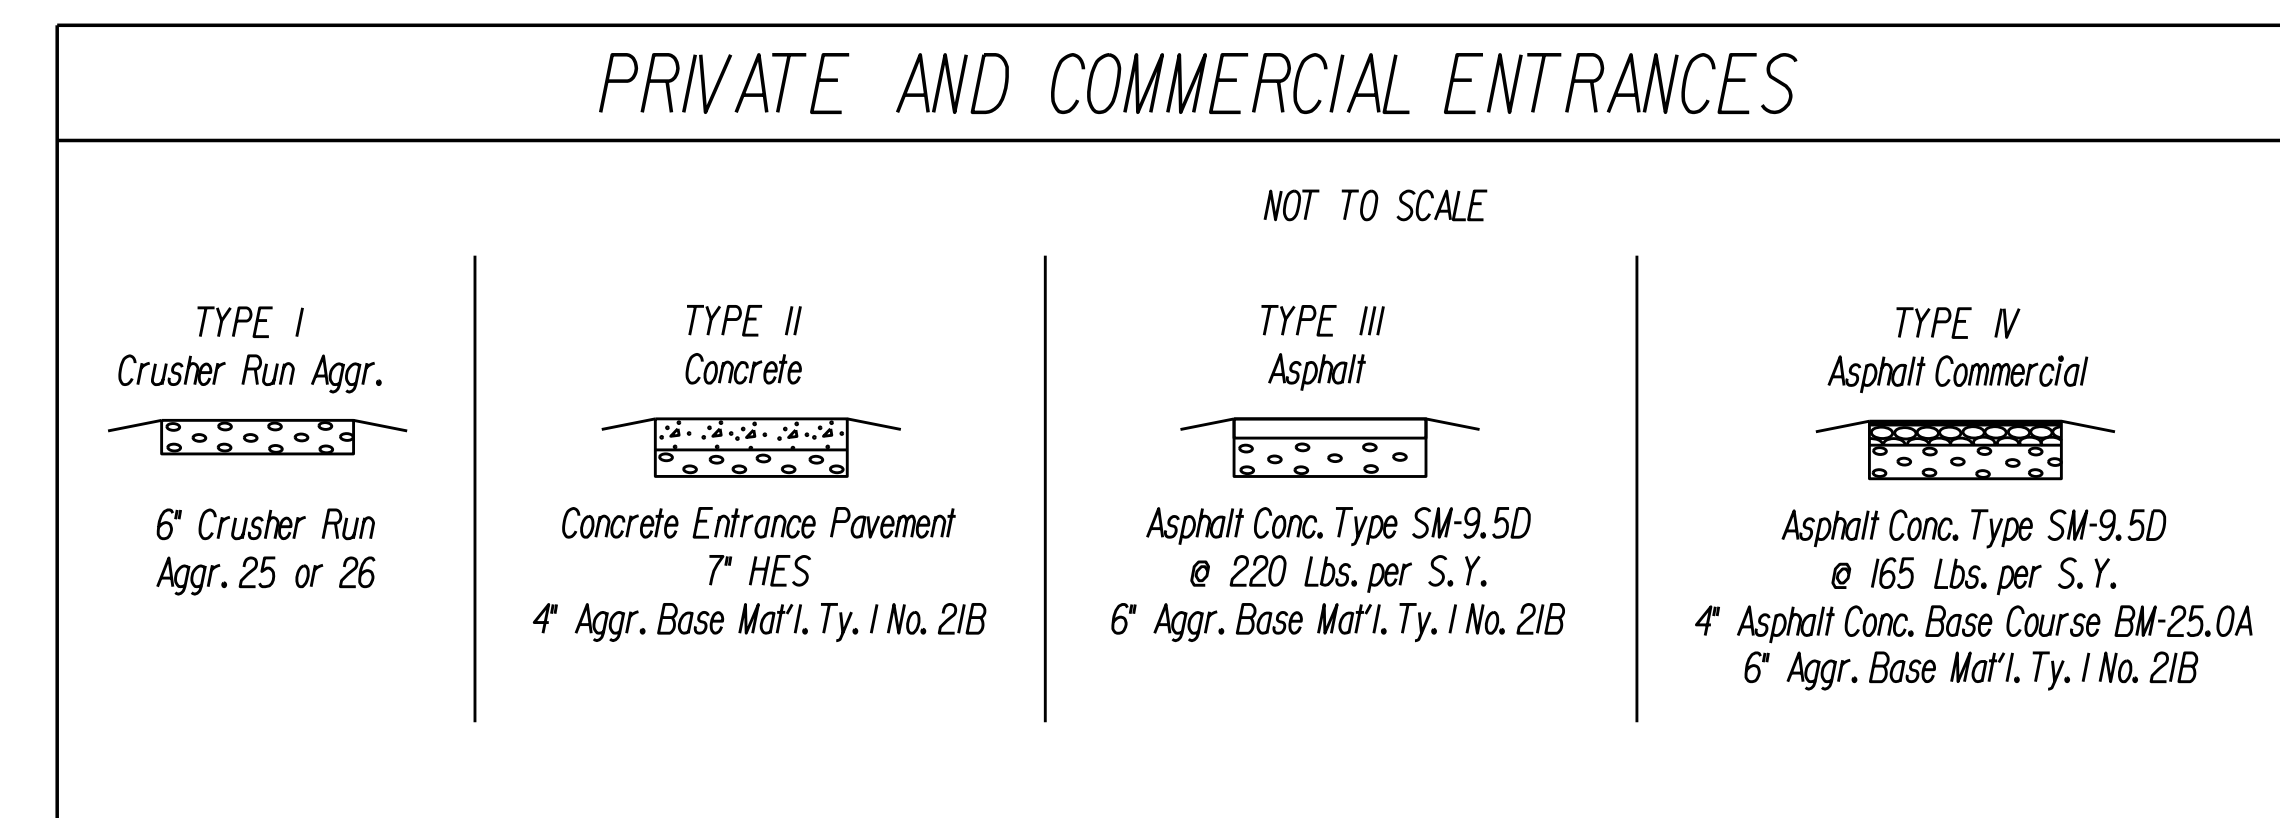 PRIVATE AND COMMERCIAL ENTRANCES
NOT TO SCALE
TYPE I
Crusher Run Aggr.
6" Crusher Run
Aggr. 25 or 26
TYPE II
Concrete
Concrete Entrance Pavement
7" HES
4" Aggr. Base Mat'l. Ty. I No. 21B
TYPE III
Asphalt
Asphalt Conc. Type SM-9.5D
@ 220 Lbs. per S.Y.
6" Aggr. Base Mat'l. Ty. I No. 21B
TYPE IV
Asphalt Commercial
Asphalt Conc. Type SM-9.5D
@ 165 Lbs. per S.Y.
4" Asphalt Conc. Base Course BM-25.0A
6" Aggr. Base Mat'l. Ty. I No. 21B